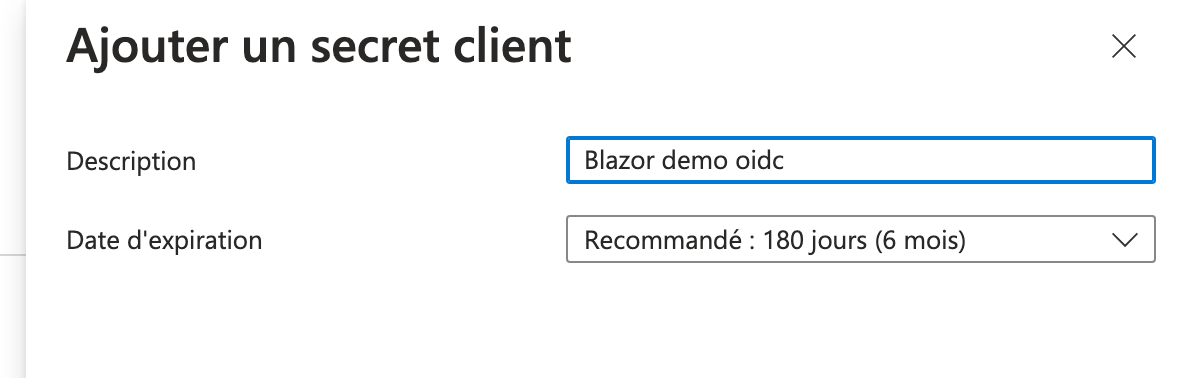 Ajouter un secret client
Description
Blazor demo oidc
Date d'expiration
Recommandé : 180 jours (6 mois)